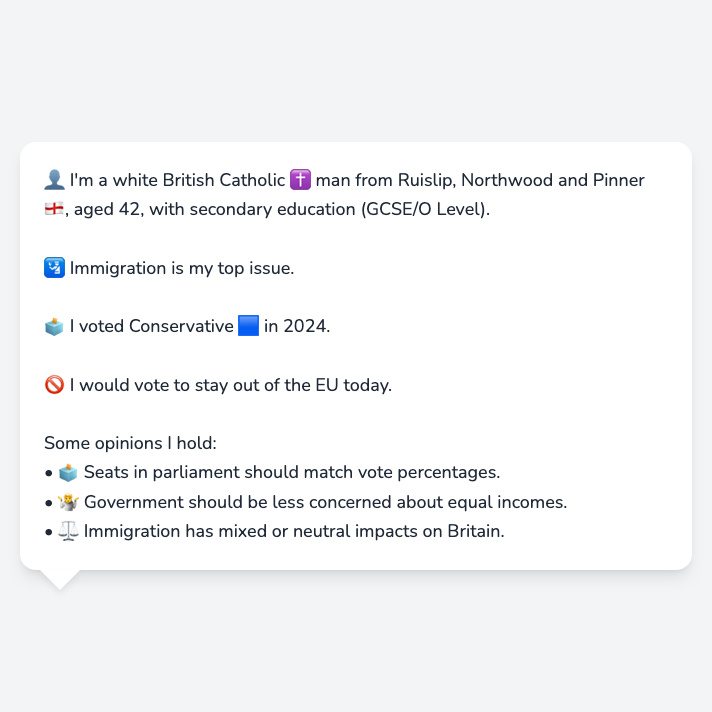 👤 I'm a white British Catholic ✝️ man from Ruislip, Northwood and Pinner
🏴󠁧󠁢󠁥󠁮󠁧󠁿, aged 42, with secondary education (GCSE/O Level).
🛂 Immigration is my top issue.
🗳️ I voted Conservative 🟦 in 2024.
🚫 I would vote to stay out of the EU today.
Some opinions I hold:
• 🗳️ Seats in parliament should match vote percentages.
• 🤷 Government should be less concerned about equal incomes.
• ⚖️ Immigration has mixed or neutral impacts on Britain.